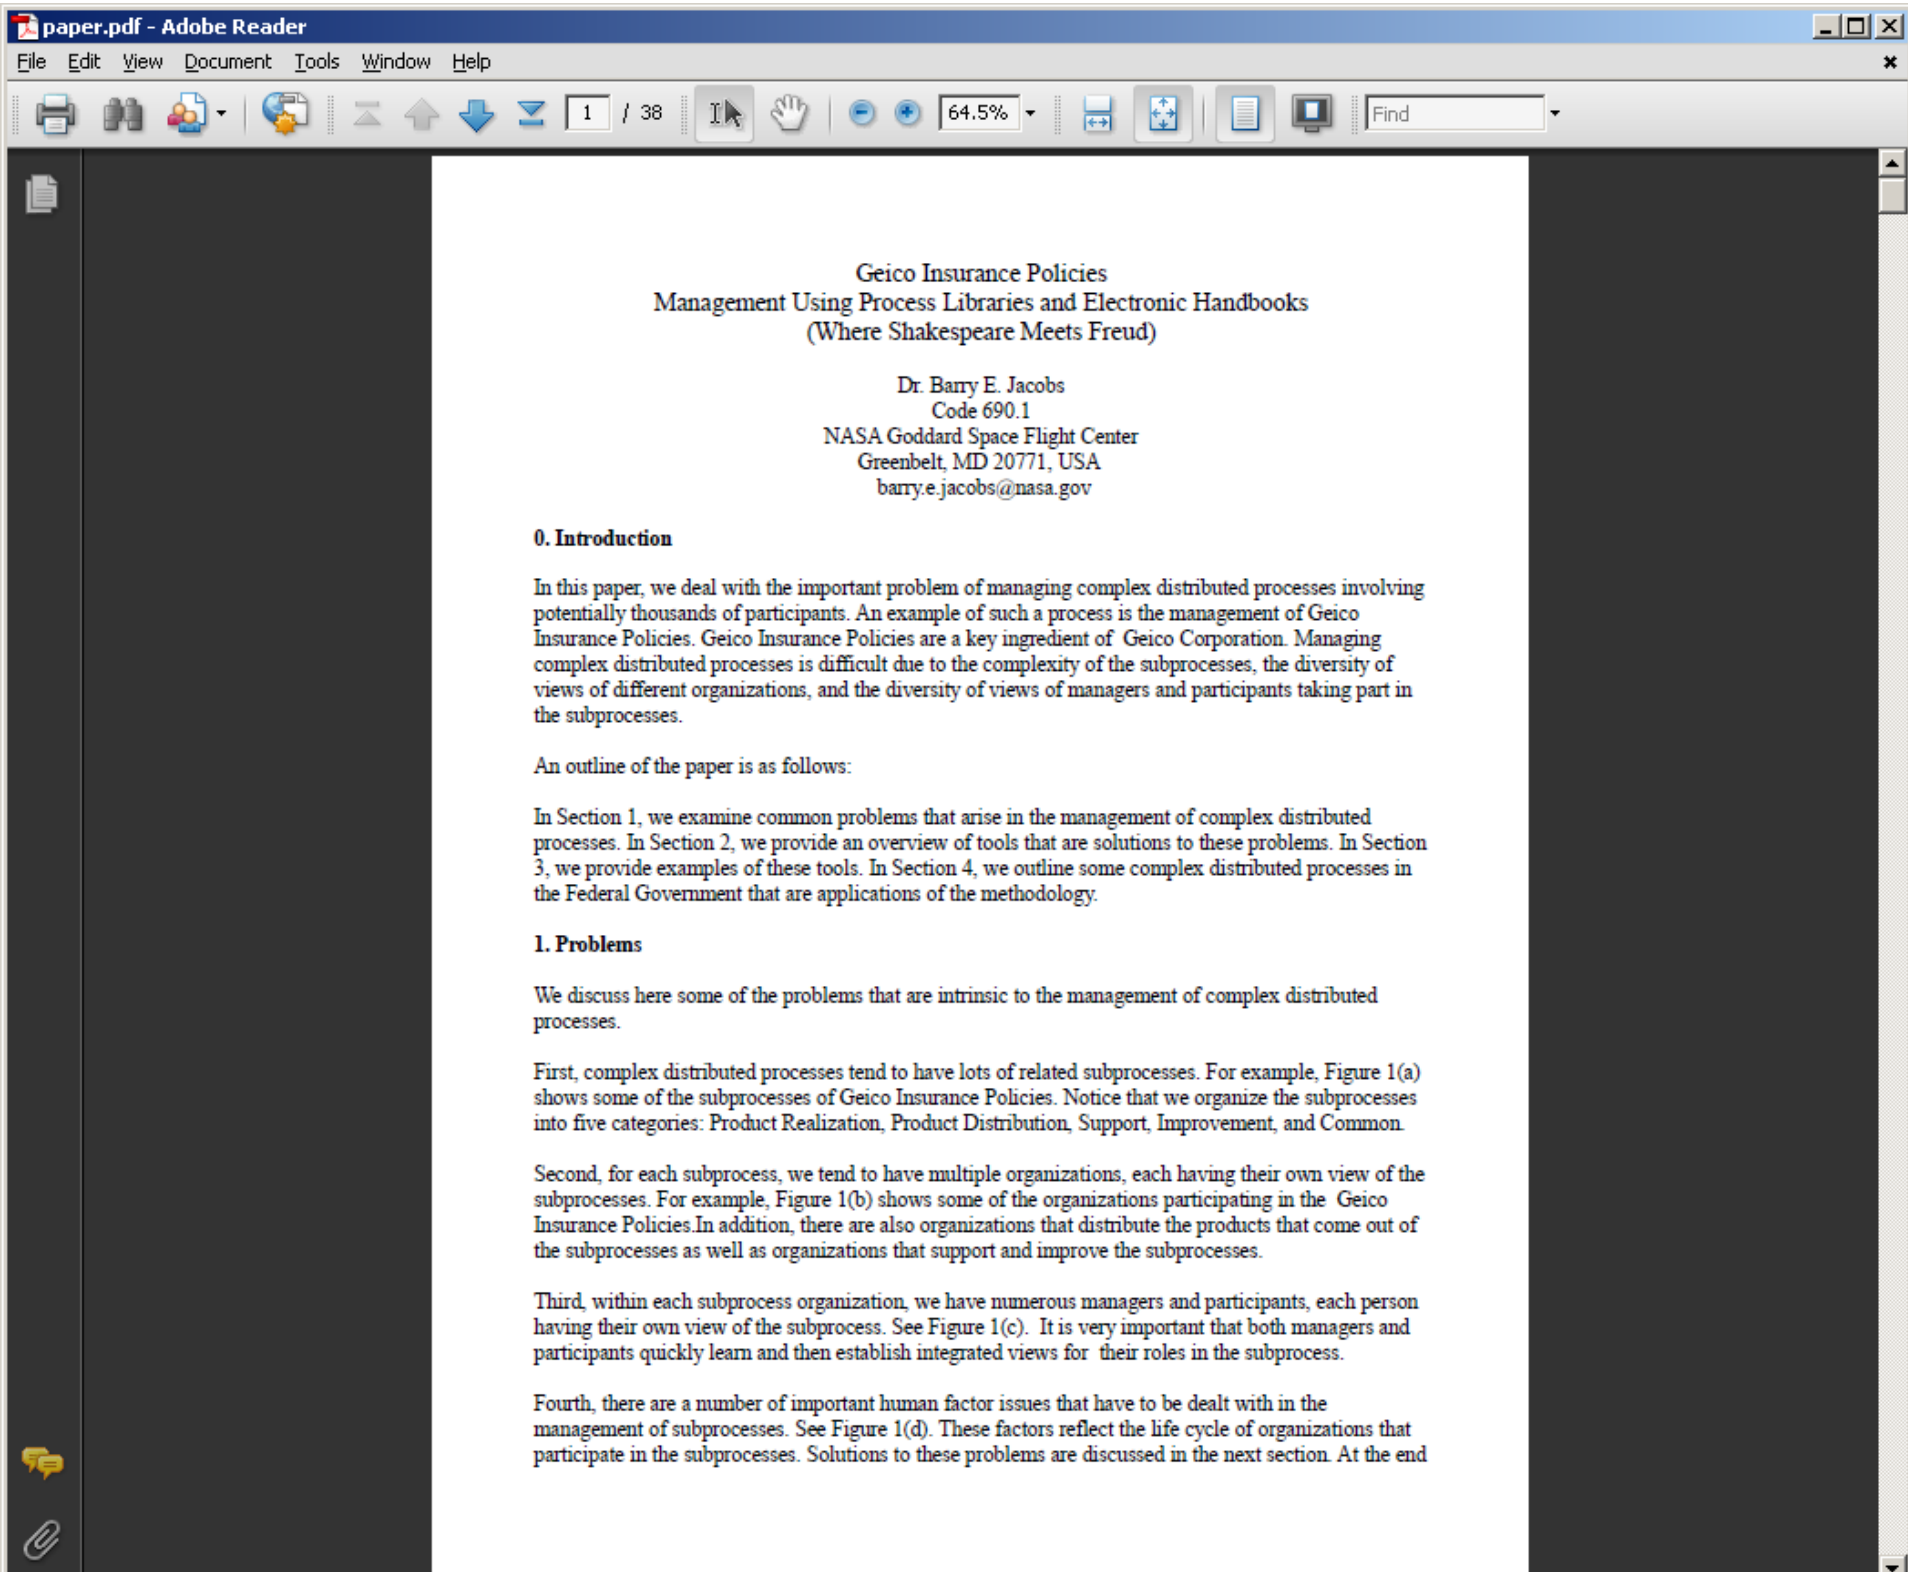 paper.pdf - Adobe Reader
File Edit View Document Tools Window Help
1 / 38 64.5% Find
Geico Insurance Policies
Management Using Process Libraries and Electronic Handbooks
(Where Shakespeare Meets Freud)
Dr. Barry E. Jacobs
Code 690.1
NASA Goddard Space Flight Center
Greenbelt, MD 20771, USA
barry.e.jacobs@nasa.gov
0. Introduction
In this paper, we deal with the important problem of managing complex distributed processes involving
potentially thousands of participants. An example of such a process is the management of Geico
Insurance Policies. Geico Insurance Policies are a key ingredient of  Geico Corporation. Managing
complex distributed processes is difficult due to the complexity of the subprocesses, the diversity of
views of different organizations, and the diversity of views of managers and participants taking part in
the subprocesses.
An outline of the paper is as follows:
In Section 1, we examine common problems that arise in the management of complex distributed
processes. In Section 2, we provide an overview of tools that are solutions to these problems. In Section
3, we provide examples of these tools. In Section 4, we outline some complex distributed processes in
the Federal Government that are applications of the methodology.
1. Problems
We discuss here some of the problems that are intrinsic to the management of complex distributed
processes.
First, complex distributed processes tend to have lots of related subprocesses. For example, Figure 1(a)
shows some of the subprocesses of Geico Insurance Policies. Notice that we organize the subprocesses
into five categories: Product Realization, Product Distribution, Support, Improvement, and Common.
Second, for each subprocess, we tend to have multiple organizations, each having their own view of the
subprocesses. For example, Figure 1(b) shows some of the organizations participating in the  Geico
Insurance Policies.In addition, there are also organizations that distribute the products that come out of
the subprocesses as well as organizations that support and improve the subprocesses.
Third, within each subprocess organization, we have numerous managers and participants, each person
having their own view of the subprocess. See Figure 1(c).  It is very important that both managers and
participants quickly learn and then establish integrated views for  their roles in the subprocess.
Fourth, there are a number of important human factor issues that have to be dealt with in the
management of subprocesses. See Figure 1(d). These factors reflect the life cycle of organizations that
participate in the subprocesses. Solutions to these problems are discussed in the next section. At the end